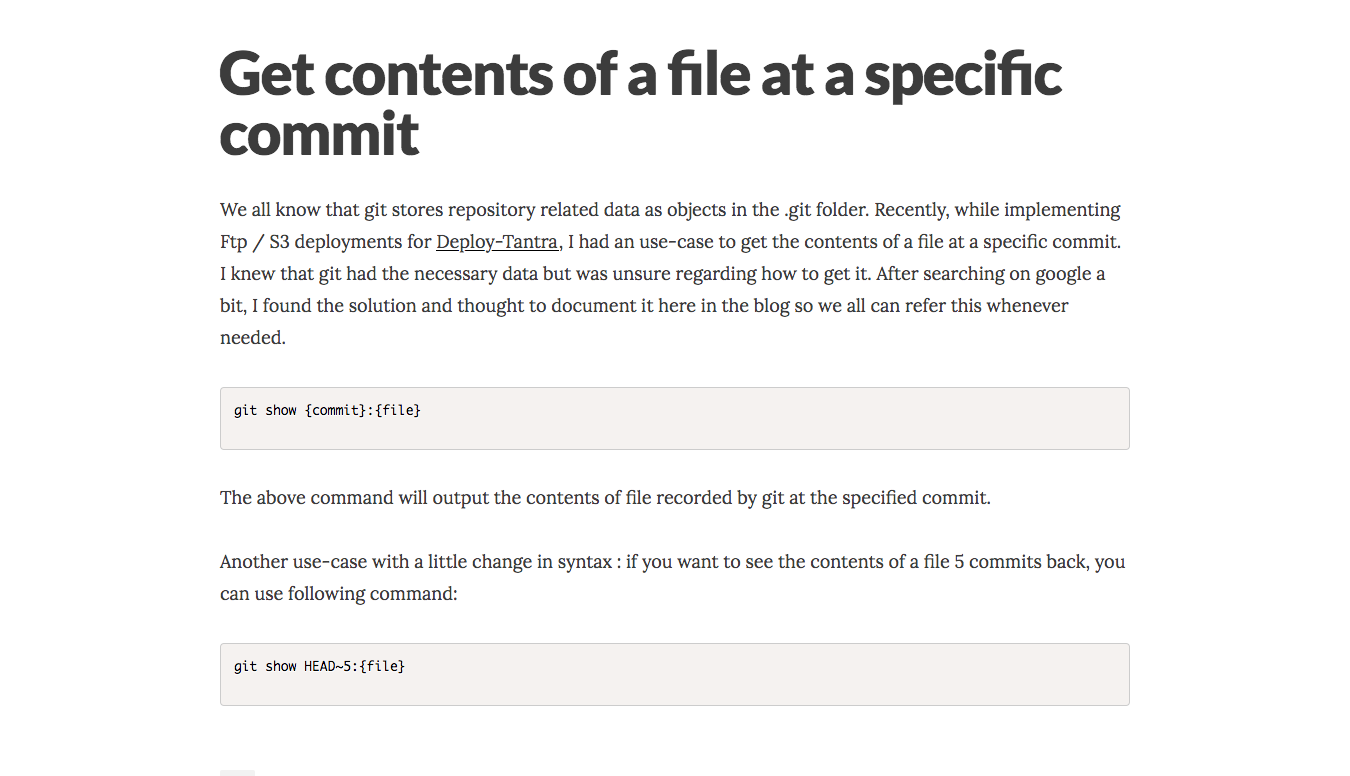 Get contents of a file at a specific
commit
We all know that git stores repository related data as objects in the .git folder. Recently, while implementing
Ftp / S3 deployments for Deploy-Tantra, I had an use-case to get the contents of a file at a specific commit.
I knew that git had the necessary data but was unsure regarding how to get it. After searching on google a
bit, I found the solution and thought to document it here in the blog so we all can refer this whenever
needed.
git show {commit}:{file}
The above command will output the contents of file recorded by git at the specified commit.
Another use-case with a little change in syntax : if you want to see the contents of a file 5 commits back, you
can use following command:
git show HEAD~5:{file}